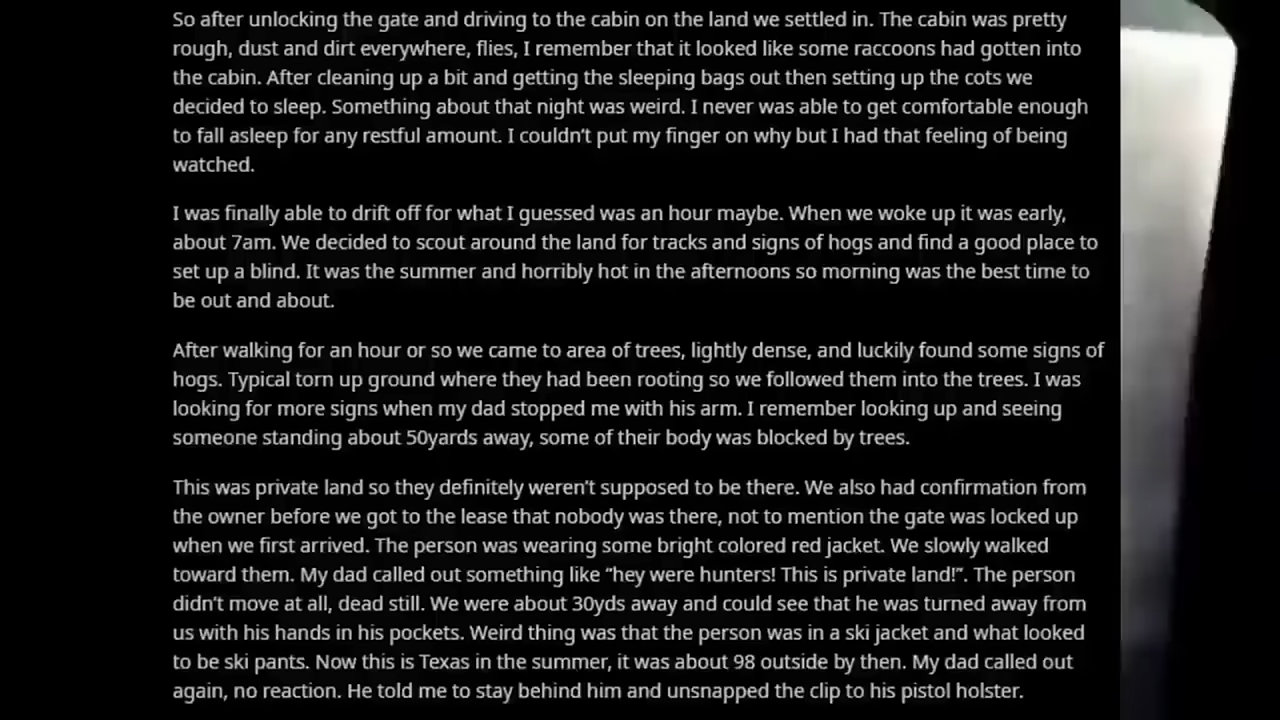 So after unlocking the gate and driving to the cabin on the land we settled in. The cabin was pretty
rough, dust and dirt everywhere, flies, I remember that it looked like some raccoons had gotten into
the cabin. After cleaning up a bit and getting the sleeping bags out then setting up the cots we
decided to sleep. Something about that night was weird. I never was able to get comfortable enough
to fall asleep for any restful amount. I couldn't put my finger on why but I had that feeling of being
watched.
I was finally able to drift off for what I guessed was an hour maybe. When we woke up it was early,
about 7am. We decided to scout around the land for tracks and signs of hogs and find a good place to
set up a blind. It was the summer and horribly hot in the afternoons so morning was the best time to
be out and about.
After walking for an hour or so we came to area of trees, lightly dense, and luckily found some signs of
hogs. Typical torn up ground where they had been rooting so we followed them into the trees. I was
looking for more signs when my dad stopped me with his arm. I remember looking up and seeing
someone standing about 50yards away, some of their body was blocked by trees.
This was private land so they definitely weren't supposed to be there. We also had confirmation from
the owner before we got to the lease that nobody was there, not to mention the gate was locked up
when we first arrived. The person was wearing some bright colored red jacket. We slowly walked
toward them. My dad called out something like “hey were hunters! This is private land!”. The person
didn't move at all, dead still. We were about 30yds away and could see that he was turned away from
us with his hands in his pockets. Weird thing was that the person was in a ski jacket and what looked
to be ski pants. Now this is Texas in the summer, it was about 98 outside by then. My dad called out
again, no reaction. He told me to stay behind him and unsnapped the clip to his pistol holster.